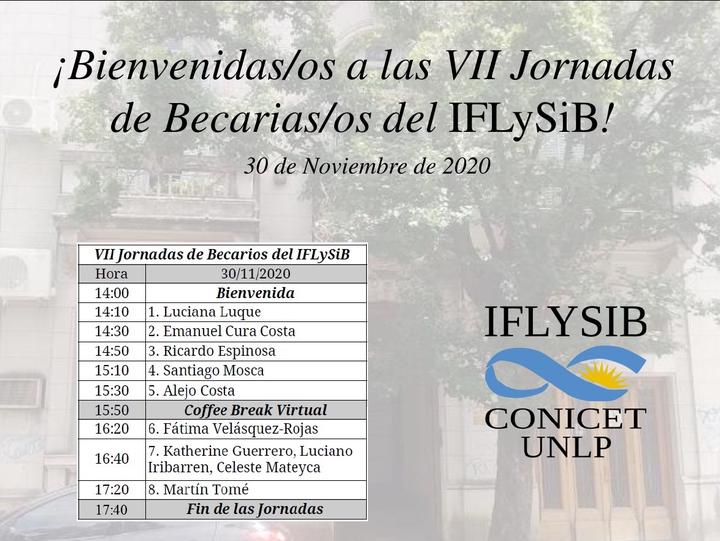 ¡Bienvenidas/os a las VII Jornadas
de Becarias/os del IFLySiB!
30 de Noviembre de 2020
VII Jornadas de Becarios del IFLySiB
Hora 30/11/2020
14:00 Bienvenida
14:10 1. Luciana Luque
14:30 2. Emanuel Cura Costa
14:50 3. Ricardo Espinosa
15:10 4. Santiago Mosca
15:30 5. Alejo Costa
15:50 Coffee Break Virtual
16:20 6. Fátima Velásquez-Rojas
16:40 7. Katherine Guerrero, Luciano
Iribarren, Celeste Mateyca
17:20 8. Martín Tomé
17:40 Fin de las Jornadas
IFLYSIB
CONICET
UNLP